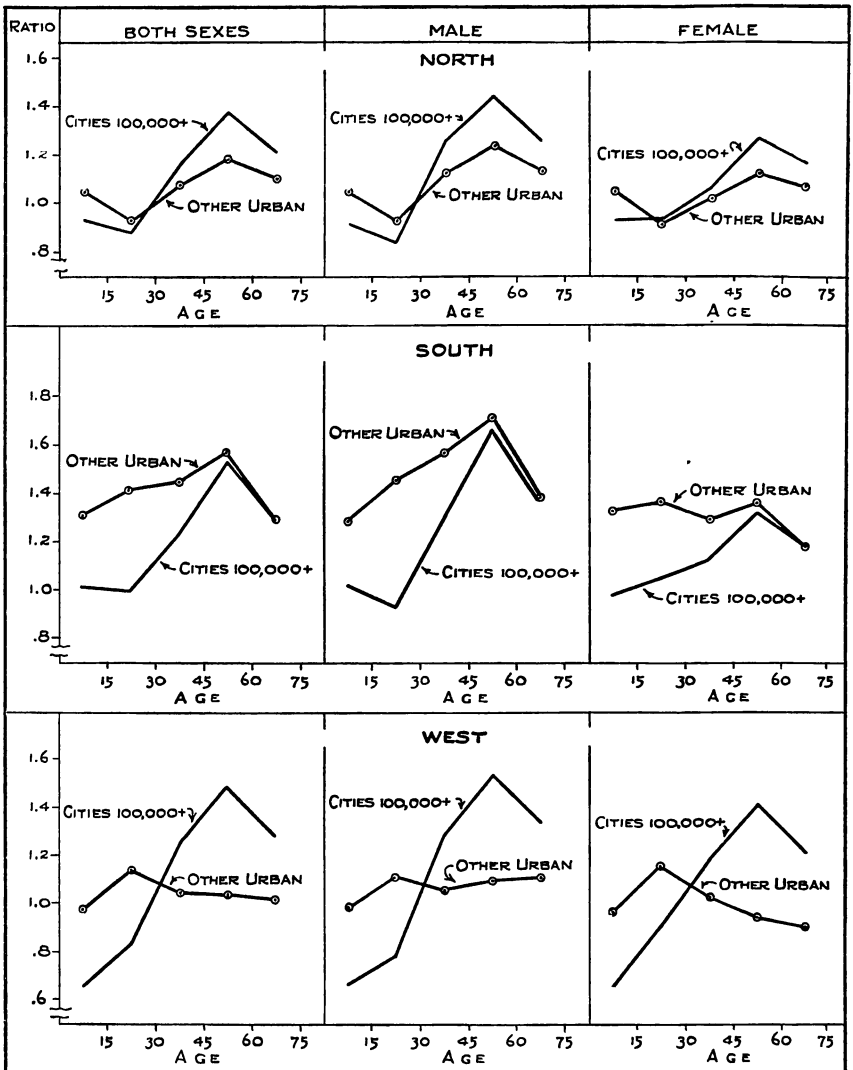 RATIO BOTH SEXES MALE FEMALE
NORTH
1.6
1.4
1.2
1.0
.8
CITIES 100,000+
OTHER URBAN
CITIES 100,000+
OTHER URBAN
CITIES 100,000+
OTHER URBAN
15 30 45 60 75 15 30 45 60 75 15 30 45 60 75
AGE AGE AGE
SOUTH
1.8
1.6
1.4
1.2
1.0
.8
OTHER URBAN
CITIES 100,000+
OTHER URBAN
CITIES 100,000+
OTHER URBAN
CITIES 100,000+
15 30 45 60 75 15 30 45 60 75 15 30 45 60 75
AGE AGE AGE
WEST
1.6
1.4
1.2
1.0
.8
.6
CITIES 100,000+
OTHER URBAN
CITIES 100,000+
OTHER URBAN
CITIES 100,000+
OTHER URBAN
15 30 45 60 75 15 30 45 60 75 15 30 45 60 75
AGE AGE AGE